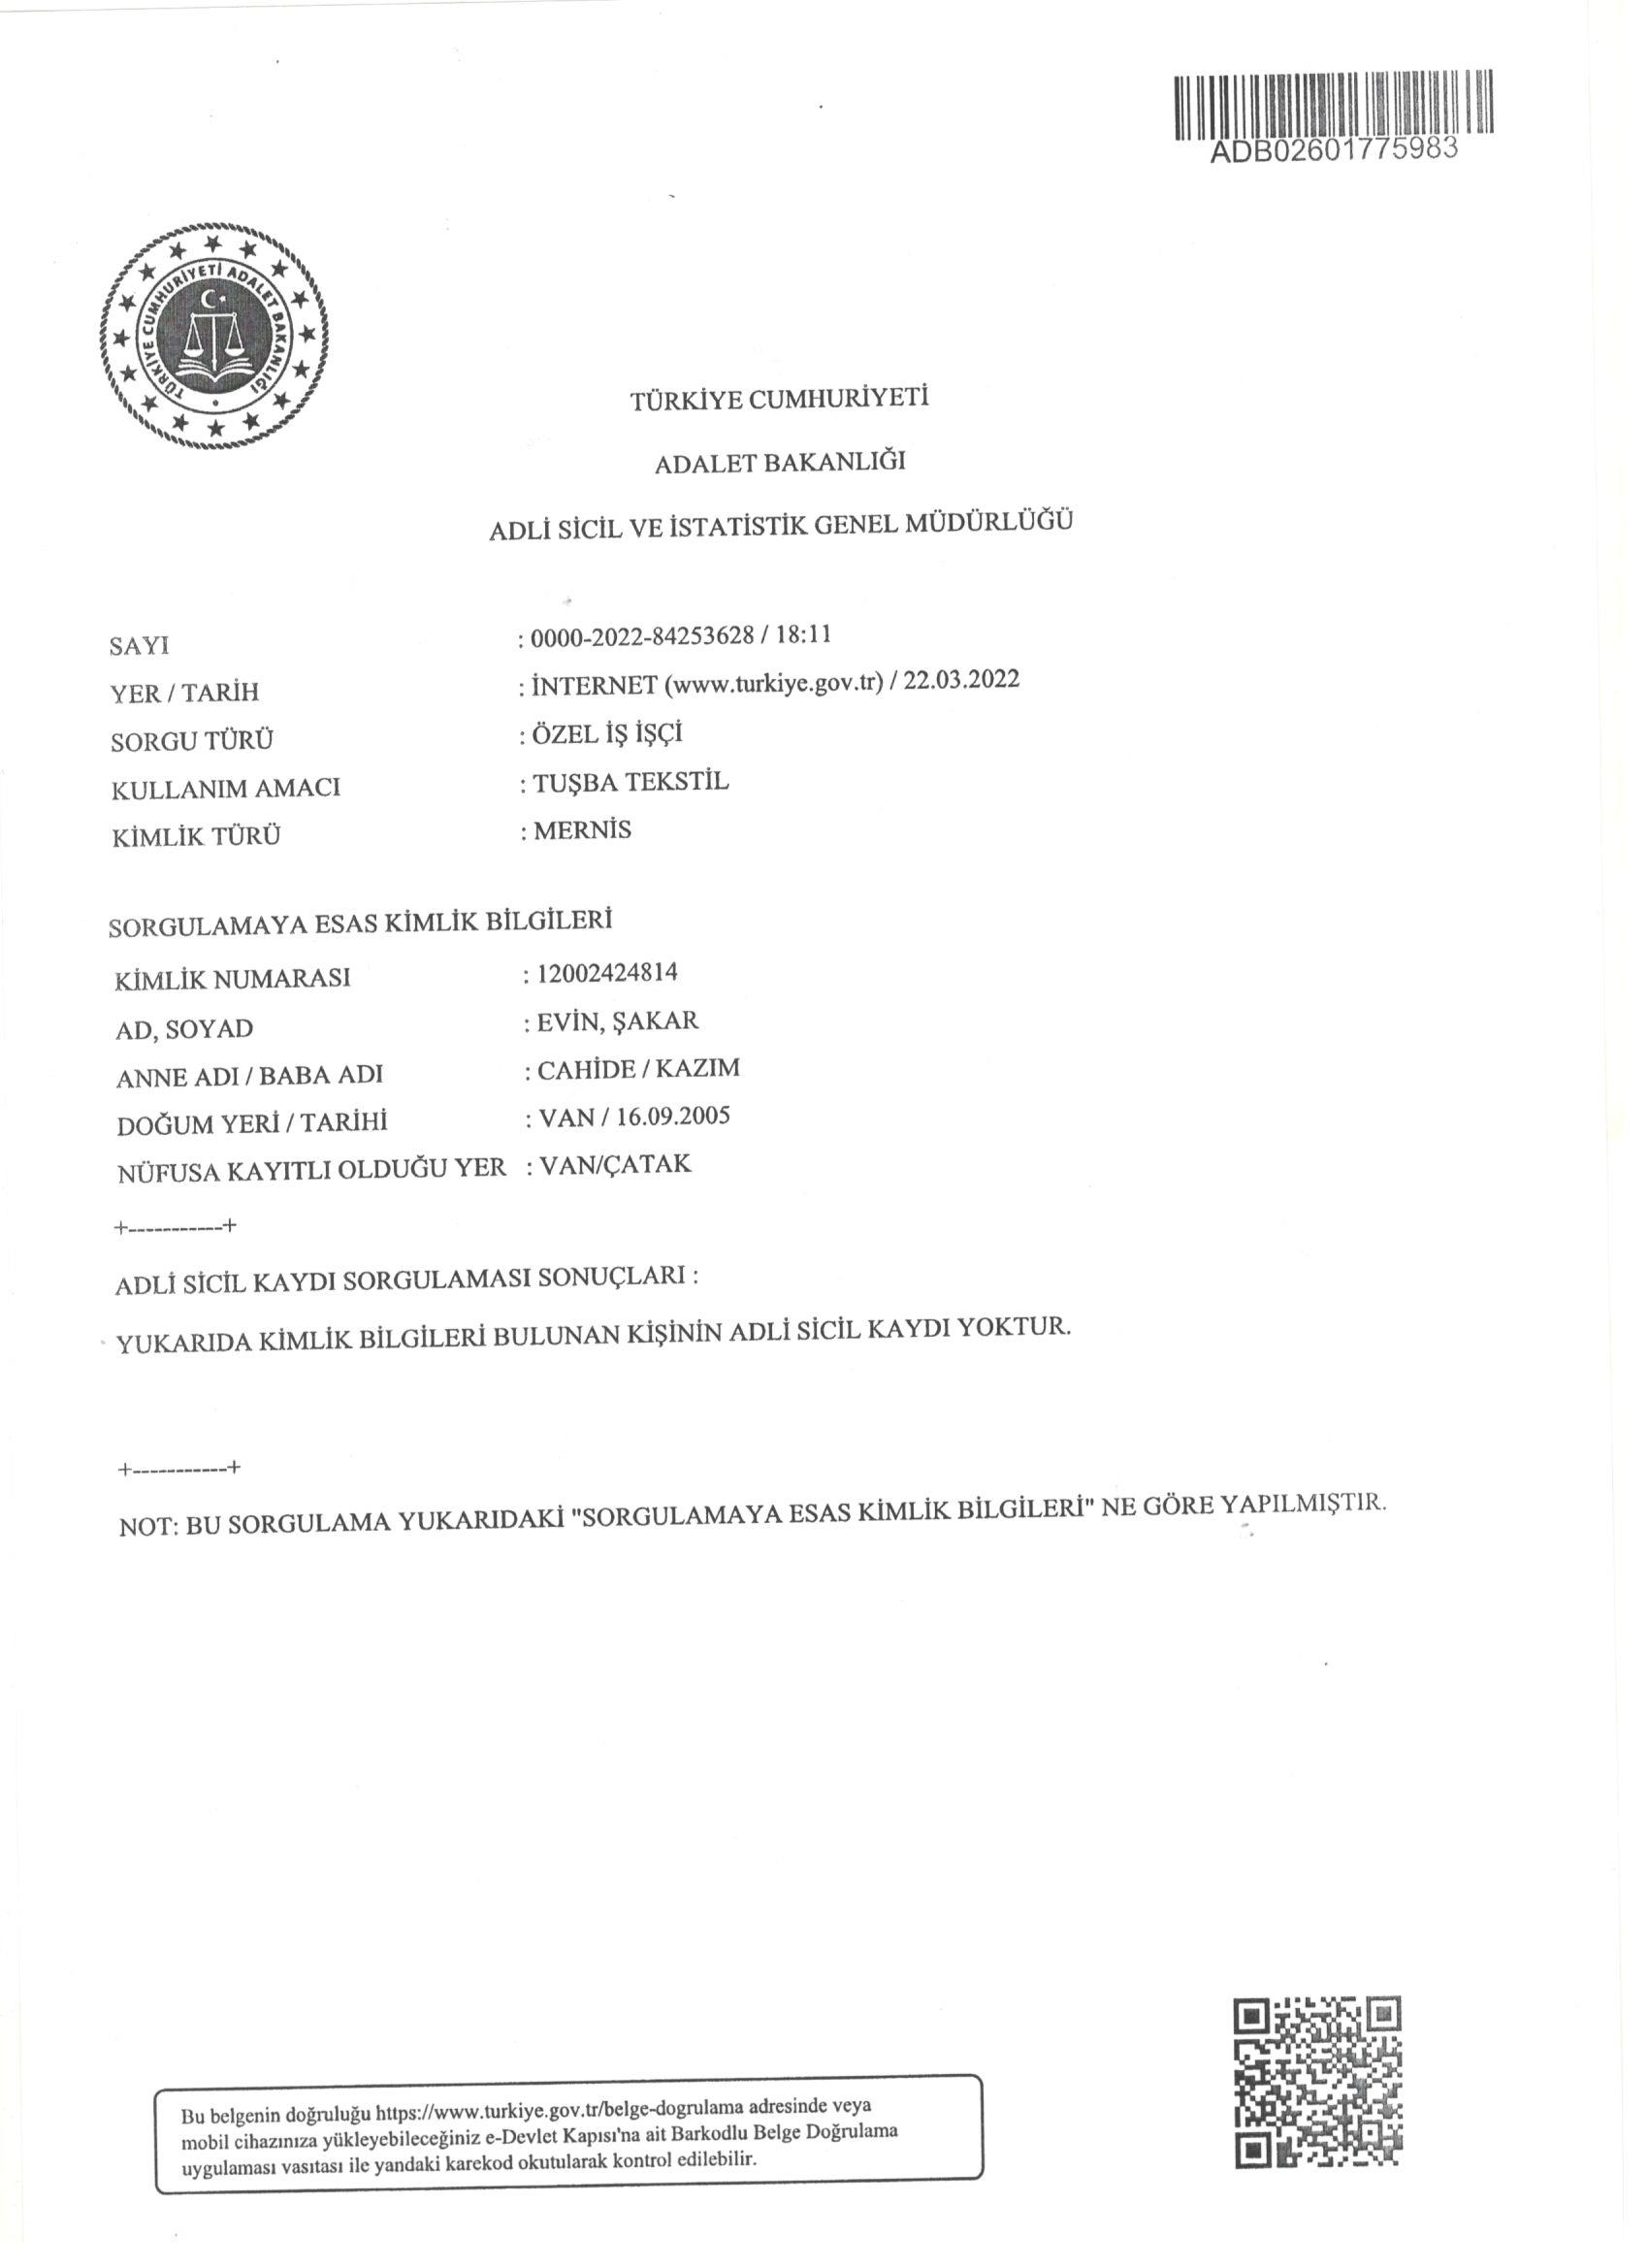 ADB02601775983
TÜRKİYE CUMHURİYETİ ADALET BAKANLIĞI
TÜRKİYE CUMHURİYETİ
ADALET BAKANLIĞI
ADLİ SİCİL VE İSTATİSTİK GENEL MÜDÜRLÜĞÜ
SAYI : 0000-2022-84253628 / 18:11
YER / TARİH : İNTERNET (www.turkiye.gov.tr) / 22.03.2022
SORGU TÜRÜ : ÖZEL İŞ İŞÇİ
KULLANIM AMACI : TUŞBA TEKSTİL
KİMLİK TÜRÜ : MERNİS
SORGULAMAYA ESAS KİMLİK BİLGİLERİ
KİMLİK NUMARASI : 12002424814
AD, SOYAD : EVİN, ŞAKAR
ANNE ADI / BABA ADI : CAHİDE / KAZIM
DOĞUM YERİ / TARİHİ : VAN / 16.09.2005
NÜFUSA KAYITLI OLDUĞU YER : VAN/ÇATAK
+-----------+
ADLİ SİCİL KAYDI SORGULAMASI SONUÇLARI :
YUKARIDA KİMLİK BİLGİLERİ BULUNAN KİŞİNİN ADLİ SİCİL KAYDI YOKTUR.
+-----------+
NOT: BU SORGULAMA YUKARIDAKİ "SORGULAMAYA ESAS KİMLİK BİLGİLERİ" NE GÖRE YAPILMIŞTIR.
Bu belgenin doğruluğu https://www.turkiye.gov.tr/belge-dogrulama adresinde veya
mobil cihazınıza yükleyebileceğiniz e-Devlet Kapısı'na ait Barkodlu Belge Doğrulama
uygulaması vasıtası ile yandaki karekod okutularak kontrol edilebilir.